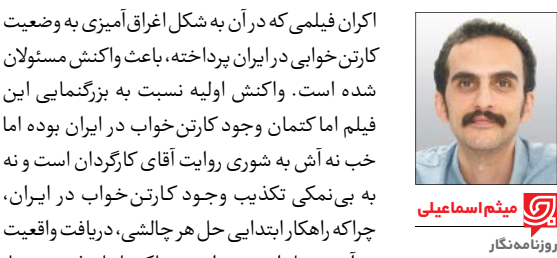 اکران فیلمی که در آن به شکل اغراق‌آمیزی به وضعیت
کارتن‌خوابی در ایران پرداخته، باعث واکنش مسئولان
شده است. واکنش اولیه نسبت به بزرگنمایی این
فیلم اما کتمان وجود کارتن‌خواب در ایران بوده اما
خب نه آش به شوری روایت آقای کارگردان است و نه
به بی‌نمکی تکذیب وجود کارتن‌خواب در ایران،
چراکه راهکار ابتدایی حل هر چالشی، دریافت واقعیت
میثم اسماعیلی
روزنامه‌نگار